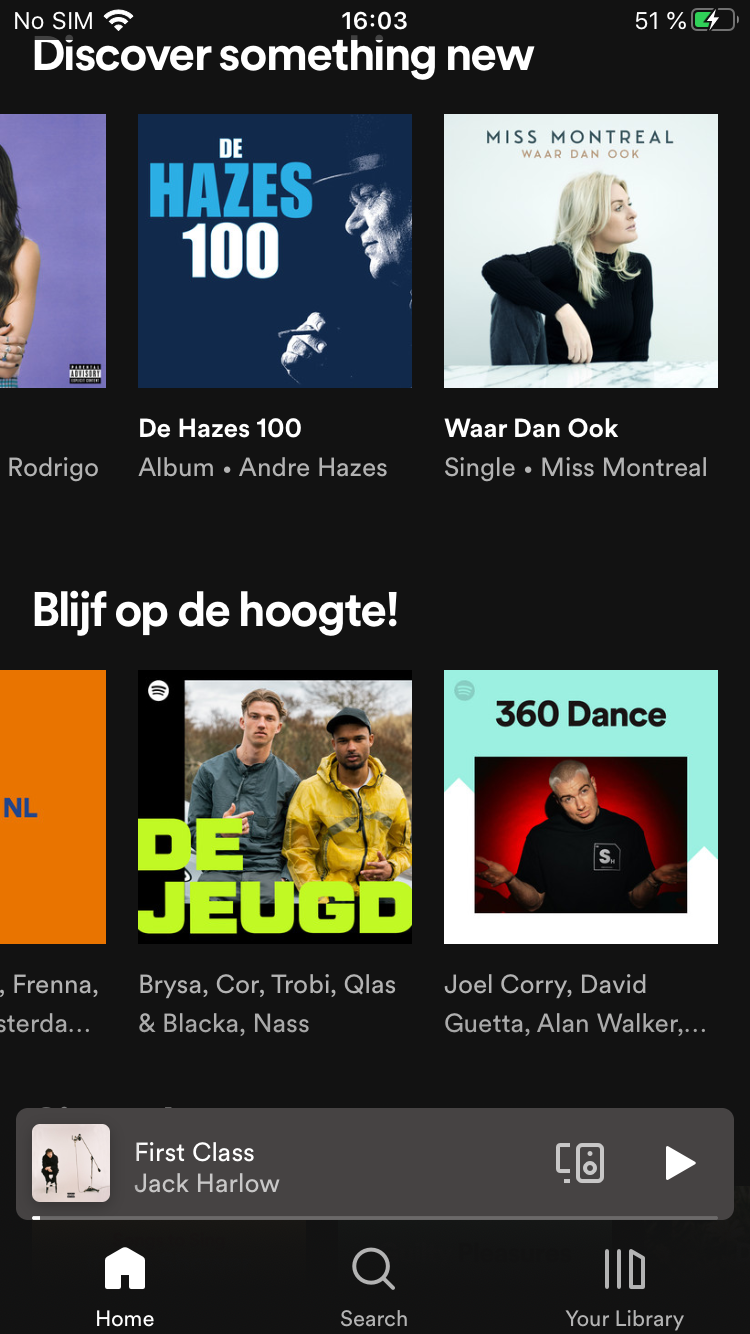 No SIM 16:03 51 %
Discover something new
DE
HAZES
100
MISS MONTREAL
WAAR DAN OOK
PARENTAL
ADVISORY
EXPLICIT CONTENT
De Hazes 100
Waar Dan Ook
Rodrigo
Album • Andre Hazes
Single • Miss Montreal
Blijf op de hoogte!
NL
DE
JEUGD
360 Dance
S
, Frenna,
sterda...
Brysa, Cor, Trobi, Qlas
& Blacka, Nass
Joel Corry, David
Guetta, Alan Walker,...
First Class
Jack Harlow
Home
Search
Your Library